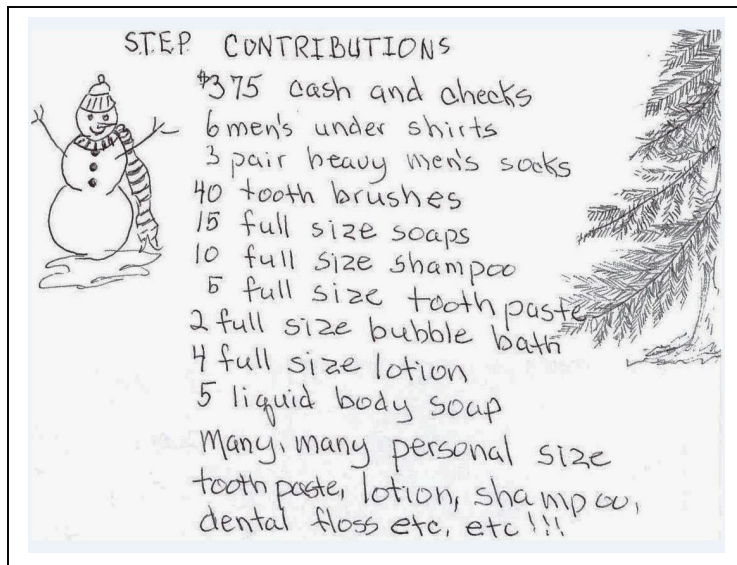 S.T.E.P. CONTRIBUTIONS
$375 cash and checks
6 men's under shirts
3 pair heavy men's socks
40 tooth brushes
15 full size soaps
10 full size shampoo
5 full size tooth paste
2 full size bubble bath
4 full size lotion
5 liquid body soap
Many, many personal size
tooth paste, lotion, shampoo,
dental floss etc, etc!!!